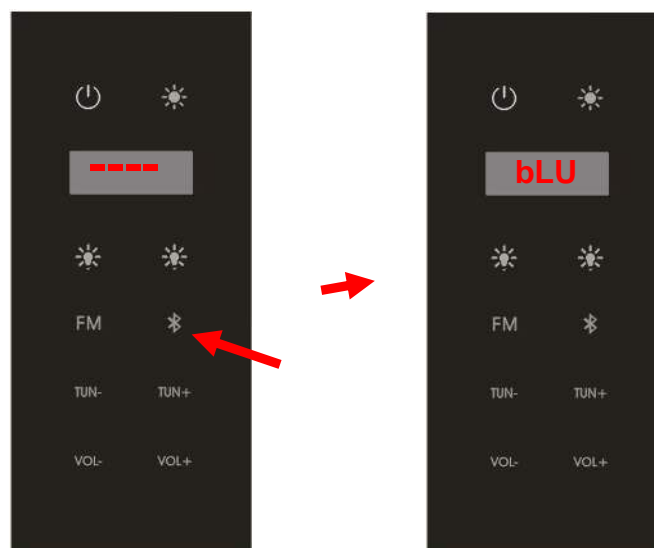 ----
FM
TUN- TUN+
VOL- VOL+
bLU
FM
TUN- TUN+
VOL- VOL+